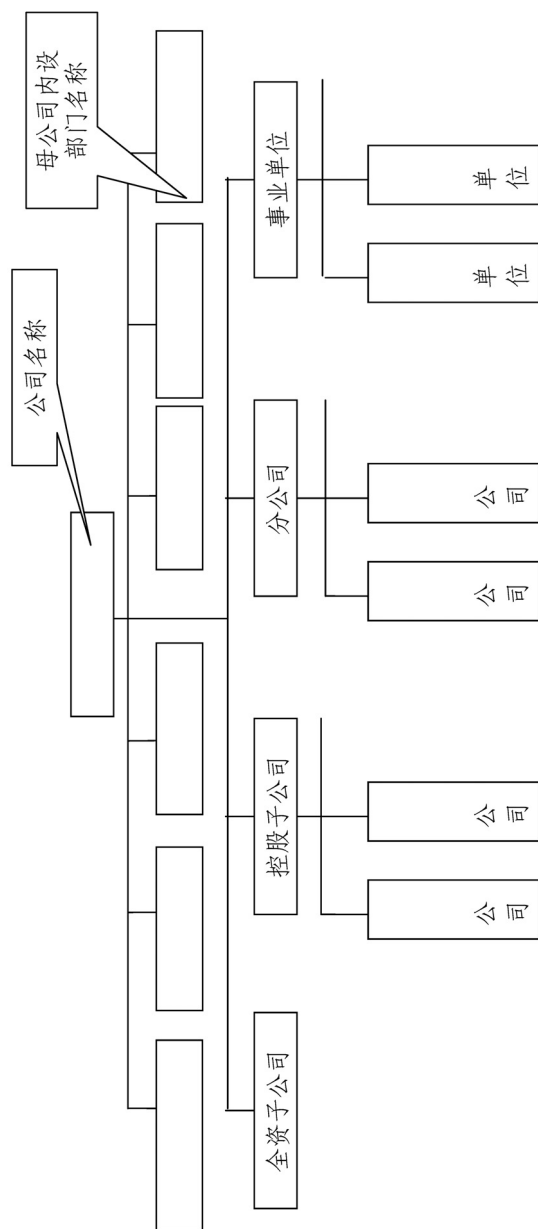 公司名称
母公司内设
部门名称
全资子公司
控股子公司
分公司
事业单位
公司
公司
公司
公司
单位
单位